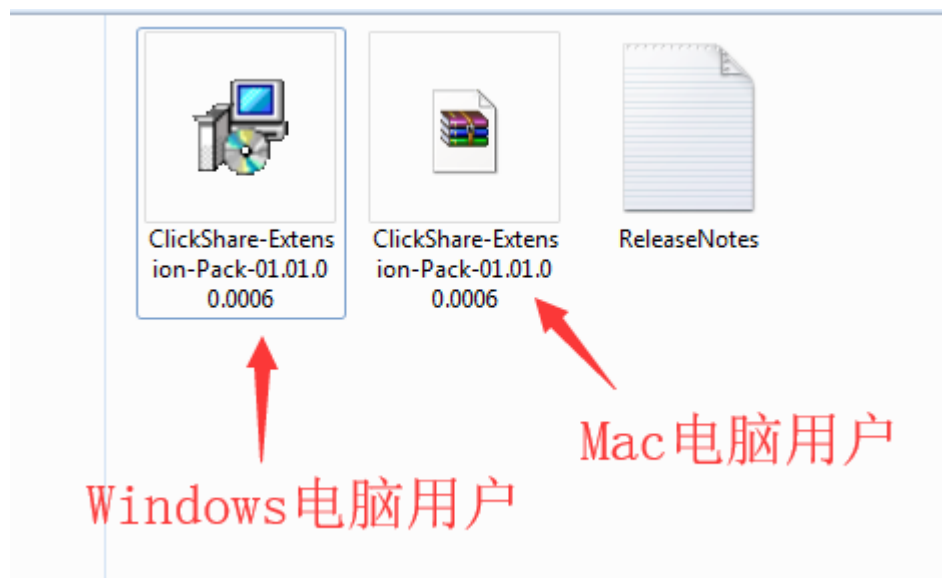 ClickShare-Extens
ion-Pack-01.01.0
0.0006
ClickShare-Extens
ion-Pack-01.01.0
0.0006
ReleaseNotes
Mac电脑用户
Windows电脑用户